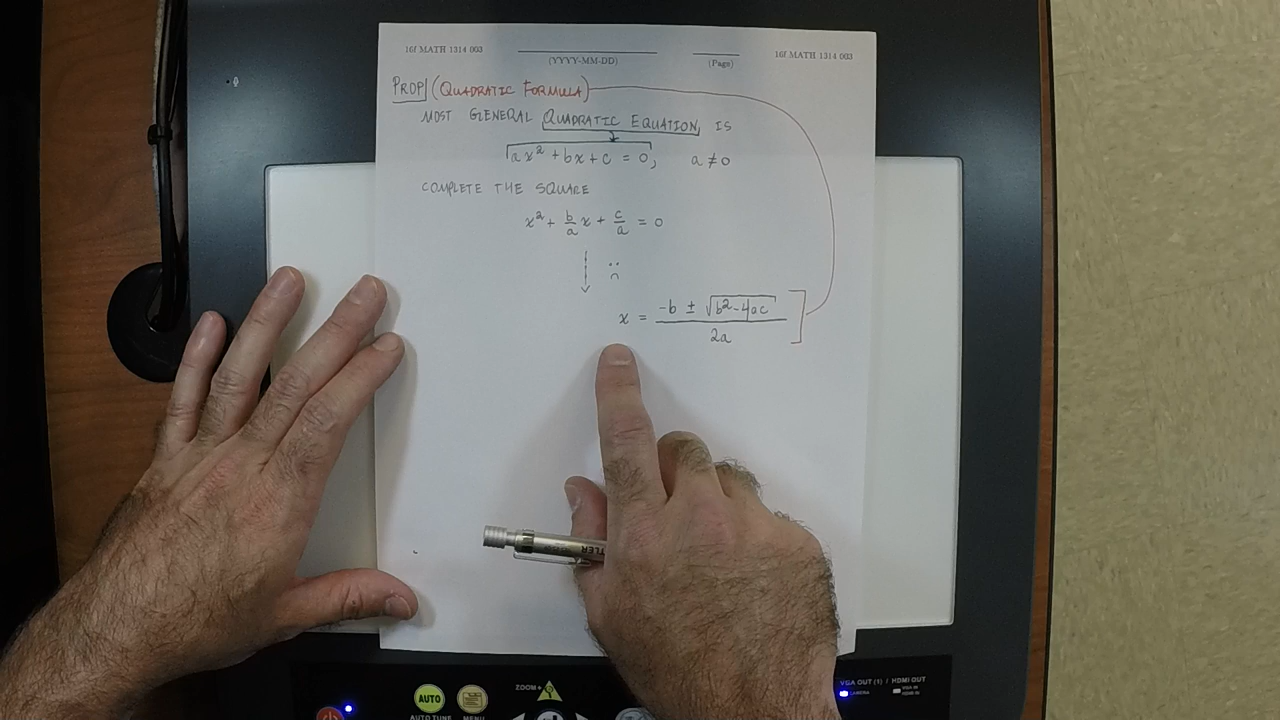 16f MATH 1314 003
(YYYY-MM-DD)
(Page)
16f MATH 1314 003
PROP (QUADRATIC FORMULA)
MOST GENERAL QUADRATIC EQUATION IS
ax² + bx + c = 0, a ≠ 0
COMPLETE THE SQUARE
x² + b/a x + c/a = 0
x = (-b ± √(b²-4ac))/2a
ZOOM+
AUTO
AUTO TUNE
MENU
VGA OUT (1) / HDMI OUT
CAMERA